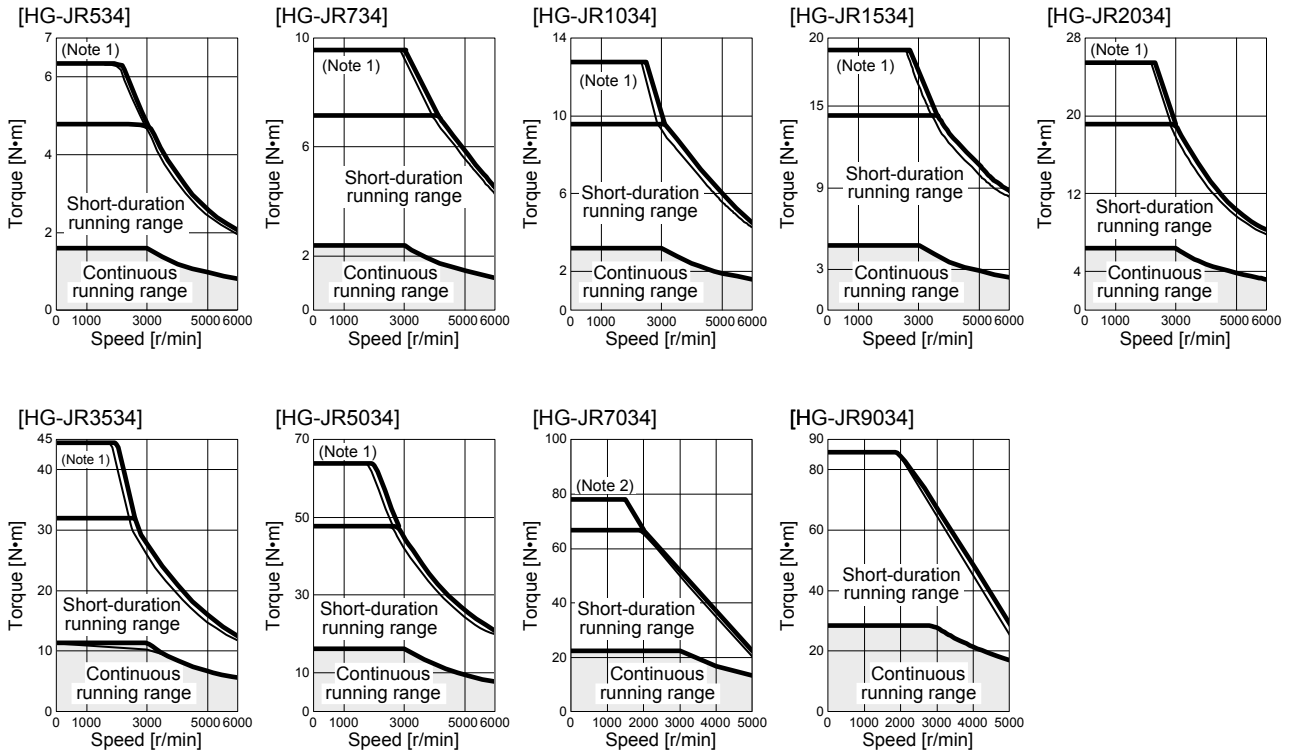 [HG-JR534]
7
6
4
2
0
(Note 1)
Torque [N•m]
Short-duration
running range
Continuous
running range
0 1000 3000 5000 6000
Speed [r/min]
[HG-JR734]
10
6
2
0
(Note 1)
Torque [N•m]
Short-duration
running range
Continuous
running range
0 1000 3000 5000 6000
Speed [r/min]
[HG-JR1034]
14
10
6
2
0
(Note 1)
Torque [N•m]
Short-duration
running range
Continuous
running range
0 1000 3000 5000 6000
Speed [r/min]
[HG-JR1534]
20
15
9
3
0
(Note 1)
Torque [N•m]
Short-duration
running range
Continuous
running range
0 1000 3000 5000 6000
Speed [r/min]
[HG-JR2034]
28
20
12
4
0
(Note 1)
Torque [N•m]
Short-duration
running range
Continuous
running range
0 1000 3000 5000 6000
Speed [r/min]
[HG-JR3534]
45
40
30
20
10
0
(Note 1)
Torque [N•m]
Short-duration
running range
Continuous
running range
0 1000 3000 5000 6000
Speed [r/min]
[HG-JR5034]
70
50
30
10
0
(Note 1)
Torque [N•m]
Short-duration
running range
Continuous
running range
0 1000 3000 5000 6000
Speed [r/min]
[HG-JR7034]
100
80
60
40
20
0
(Note 2)
Torque [N•m]
Short-duration
running range
Continuous
running range
0 1000 2000 3000 4000 5000
Speed [r/min]
[HG-JR9034]
90
80
60
40
20
0
Torque [N•m]
Short-duration
running range
Continuous
running range
0 1000 2000 3000 4000 5000
Speed [r/min]